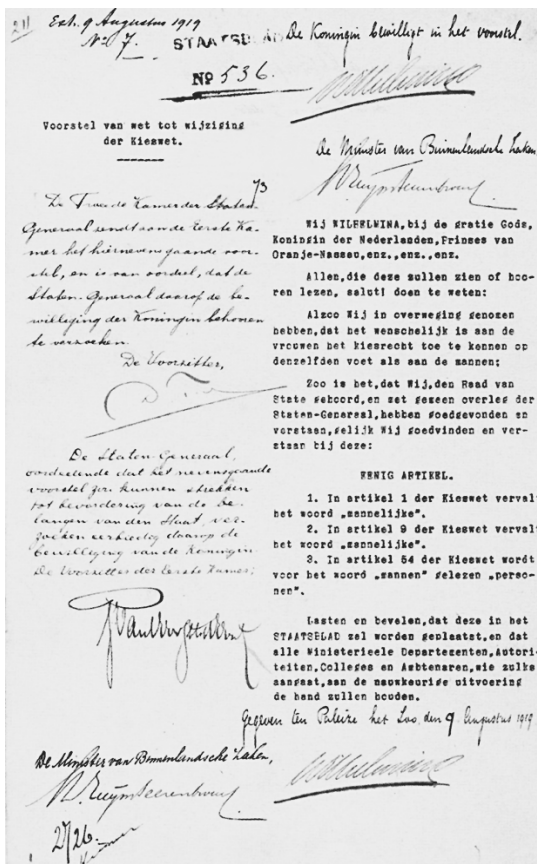 211
Exh. 9 Augustus 1919
No 7.
STAATSBLAD
No 536.
Voorstel van wet tot wijziging
der Kieswet.
73
De Tweede Kamer der Staten-
Generaal zendt aan de Eerste Ka-
mer het hiernevens gaande voor-
stel, en is van oordeel, dat de
Staten-Generaal daarop de be-
williging der Koningin behooren
te verzoeken.
De Voorzitter,
De Staten-Generaal,
oordeelende dat het nevensgaande
voorstel zou kunnen strekken
tot bevordering van de be-
langen van den Staat, ver-
zoeken eerbiedig daarop de
bewilliging van de Koningin.
De Voorzitter der Eerste Kamer,
De Minister van Binnenlandsche Zaken,
27/26.
De Koningin bewilligt in het voorstel.
Wilhelmina
De Minister van Binnenlandsche Zaken
Wij WILHELMINA, bij de gratie Gods,
Koningin der Nederlanden, Prinses van
Oranje-Nassau, enz., enz., enz.
Allen, die deze zullen zien of hoo-
ren lezen, salut! doen te weten:
Alzoo Wij in overweging genomen
hebben, dat het wenschelijk is aan de
vrouwen het kiesrecht toe te kennen op
denzelfden voet als aan de mannen;
Zoo is het, dat Wij, den Raad van
State gehoord, en met gemeen overleg der
Staten-Generaal, hebben goedgevonden en
verstaan, gelijk Wij goedvinden en ver-
staan bij deze:
EENIG ARTIKEL.
1. In artikel 1 der Kieswet vervalt
het woord „mannelijke".
2. In artikel 9 der Kieswet vervalt
het woord „mannelijke".
3. In artikel 54 der Kieswet wordt
voor het woord „mannen" gelezen „perso-
nen".
Lasten en bevelen, dat deze in het
STAATSBLAD zal worden geplaatst, en dat
alle Ministerieele Departementen, Autori-
teiten, Colleges en Ambtenaren, wie zulks
aangaat, aan de nauwkeurige uitvoering
de hand zullen houden.
Gegeven ten Paleize het Loo, den 9 Augustus 1919
Wilhelmina